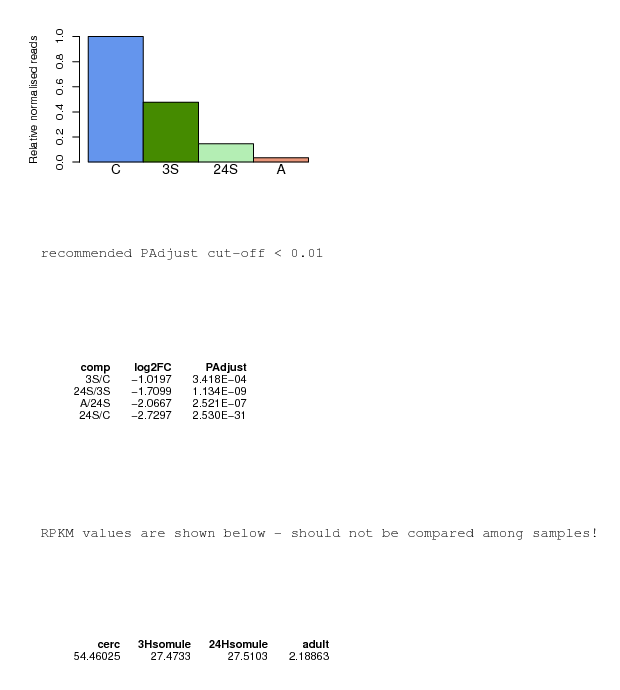 Relative normalised reads
1.0
0.8
0.6
0.4
0.2
0.0
C 3S 24S A
recommended PAdjust cut-off < 0.01
comp log2FC PAdjust
3S/C −1.0197 3.418E−04
24S/3S −1.7099 1.134E−09
A/24S −2.0667 2.521E−07
24S/C −2.7297 2.530E−31
RPKM values are shown below - should not be compared among samples!
cerc 3Hsomule 24Hsomule adult
54.46025 27.4733 27.5103 2.18863